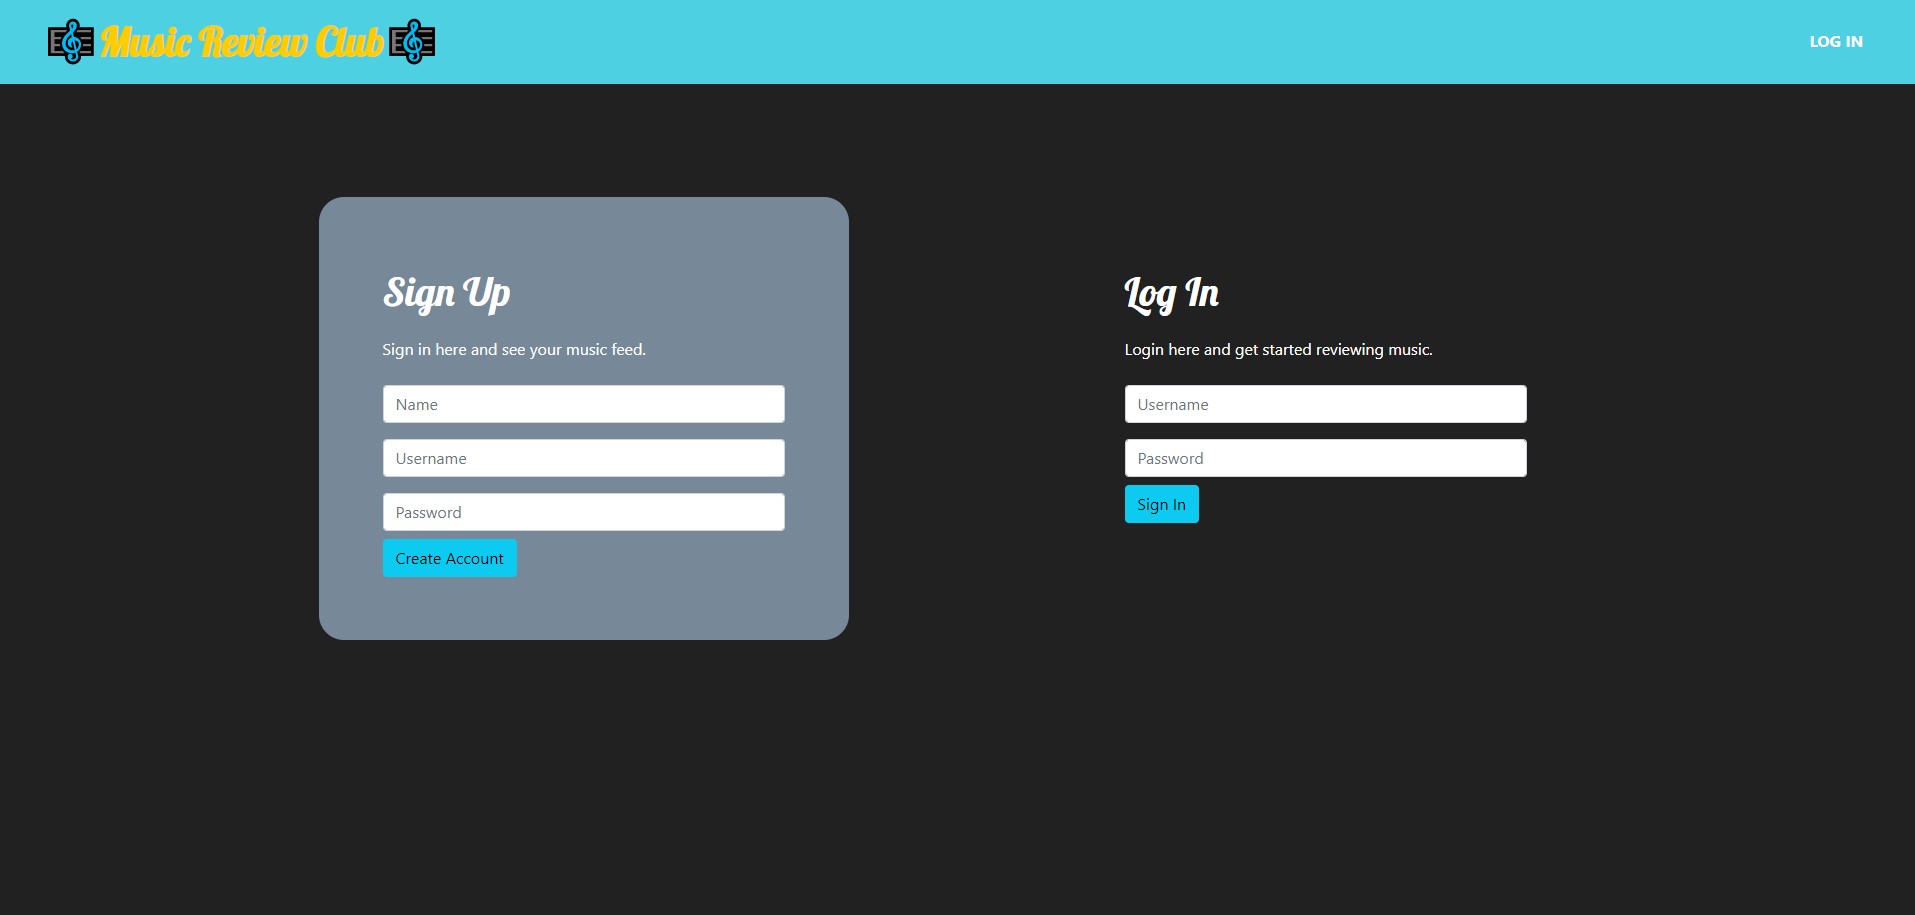 Music Review Club
LOG IN
Sign Up
Sign in here and see your music feed.
Name
Username
Password
Create Account
Log In
Login here and get started reviewing music.
Username
Password
Sign In